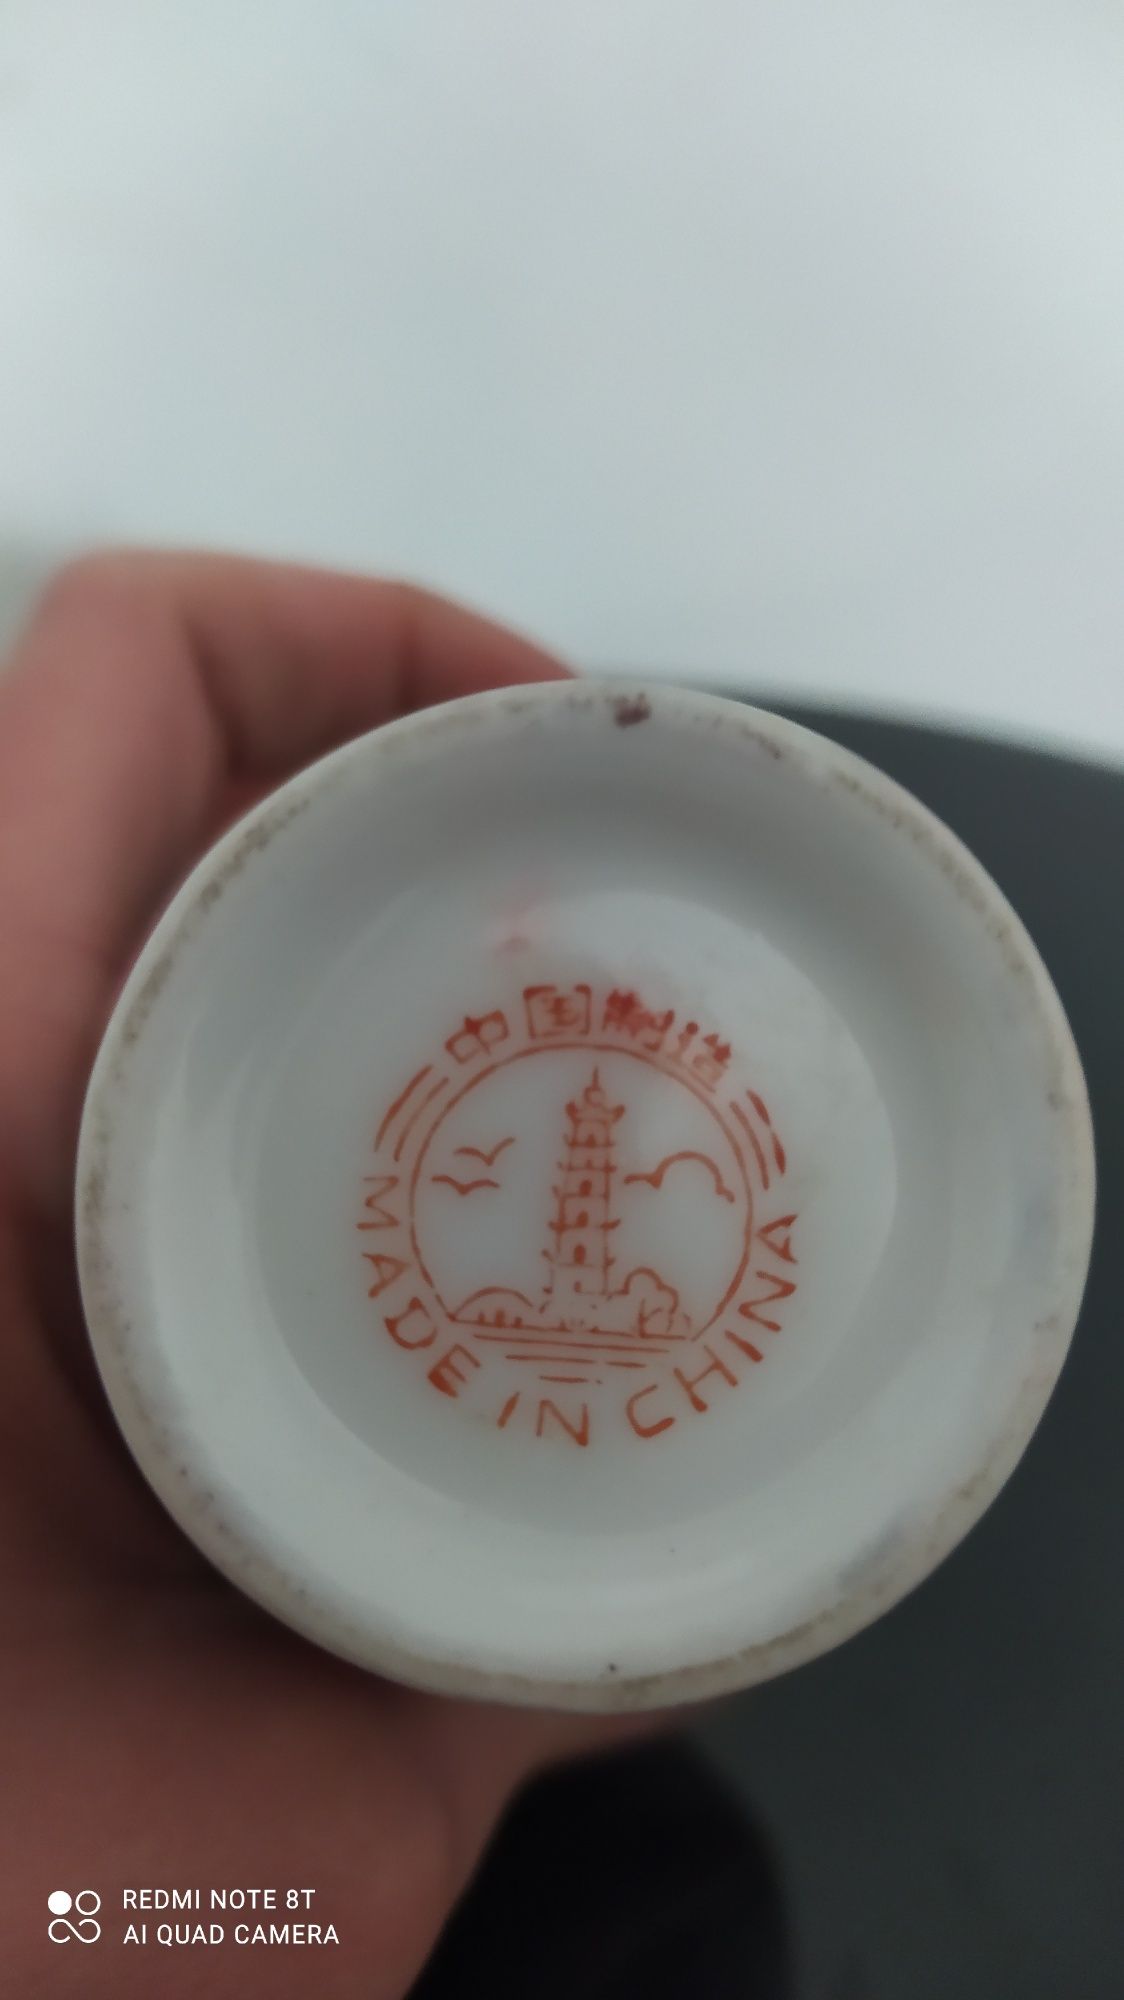 中国制造
MADE IN CHINA
REDMI NOTE 8T
AI QUAD CAMERA